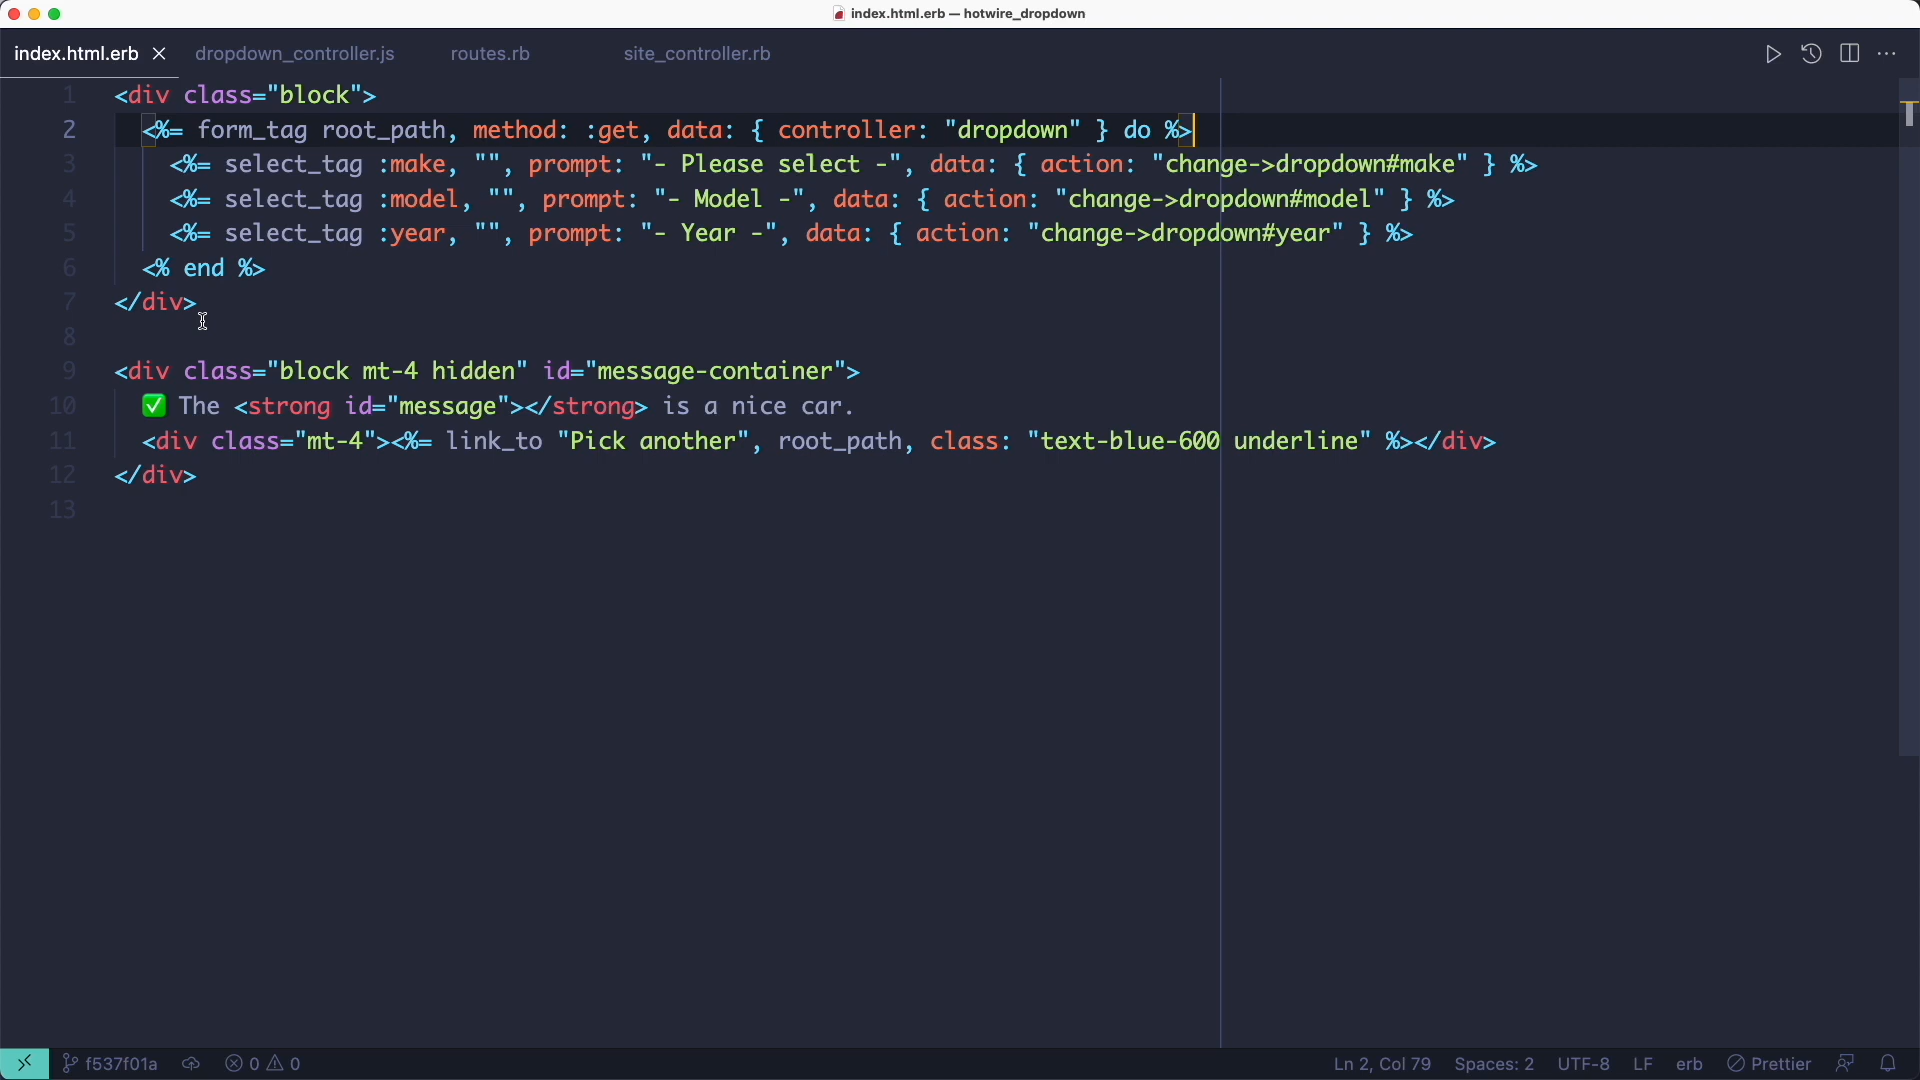 index.html.erb — hotwire_dropdown
index.html.erb dropdown_controller.js routes.rb site_controller.rb
1 <div class="block">
2 <%= form_tag root_path, method: :get, data: { controller: "dropdown" } do %>
3 <%= select_tag :make, "", prompt: "- Please select -", data: { action: "change->dropdown#make" } %>
4 <%= select_tag :model, "", prompt: "- Model -", data: { action: "change->dropdown#model" } %>
5 <%= select_tag :year, "", prompt: "- Year -", data: { action: "change->dropdown#year" } %>
6 <% end %>
7 </div>
8
9 <div class="block mt-4 hidden" id="message-container">
10 ✅ The <strong id="message"></strong> is a nice car.
11 <div class="mt-4"><%= link_to "Pick another", root_path, class: "text-blue-600 underline" %></div>
12 </div>
13
f537f01a 0 0 Ln 2, Col 79 Spaces: 2 UTF-8 LF erb Prettier